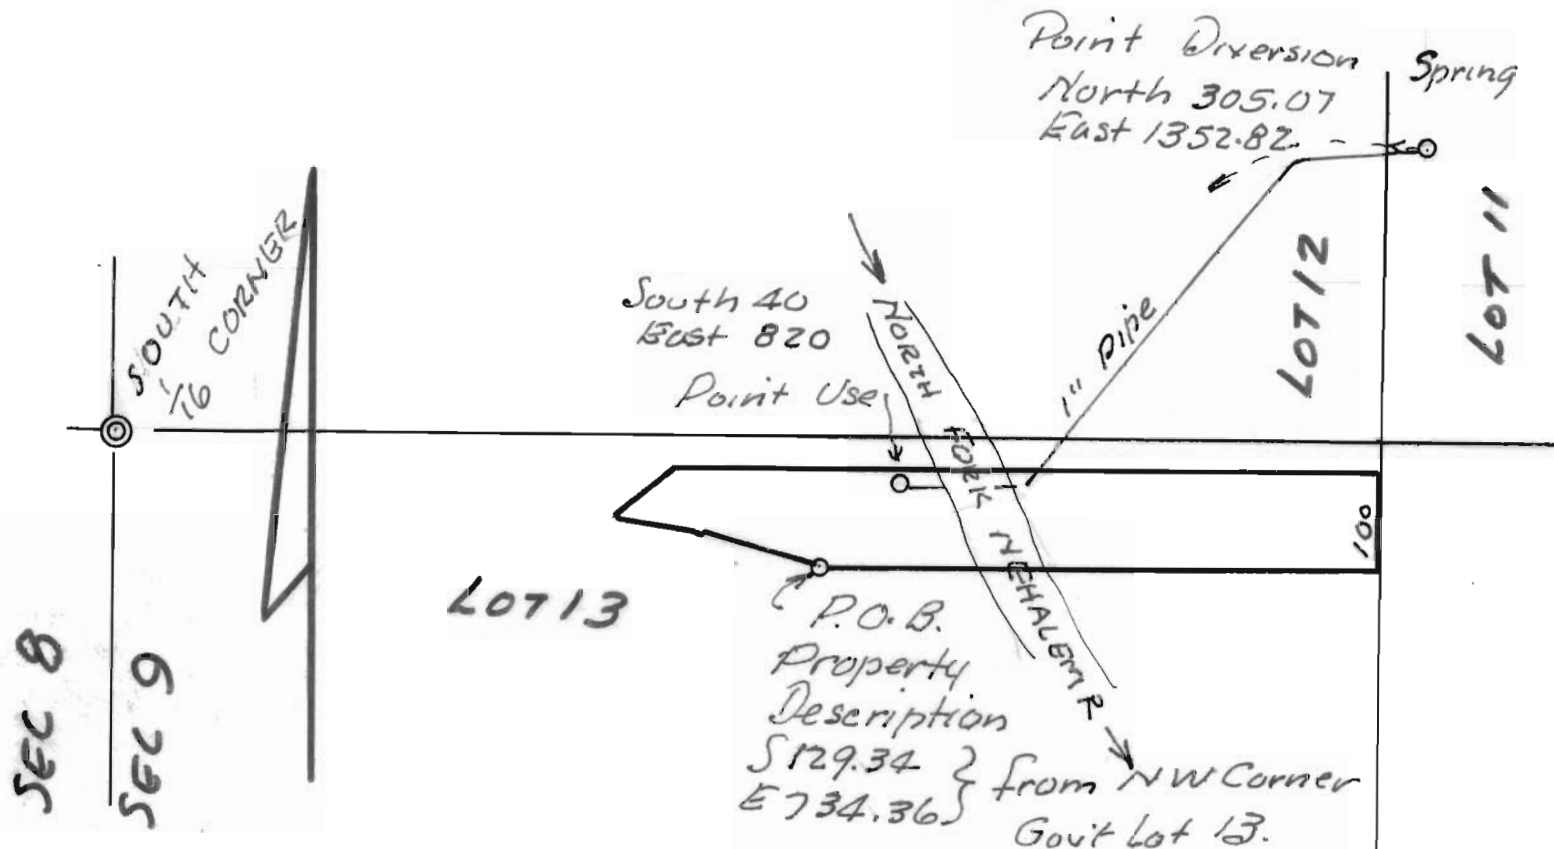 Point Diversion
North 305.07
East 1352.82
Spring
SOUTH
1/16 CORNER
South 40
East 820
Point Use
NORTH FORK NEHALEM R
1" Pipe
LOT 12
LOT 11
100
LOT 13
P.O.B.
Property
Description
S 129.34
E 734.36 } from NW Corner
Gov't Lot 13.
SEC 8
SEC 9